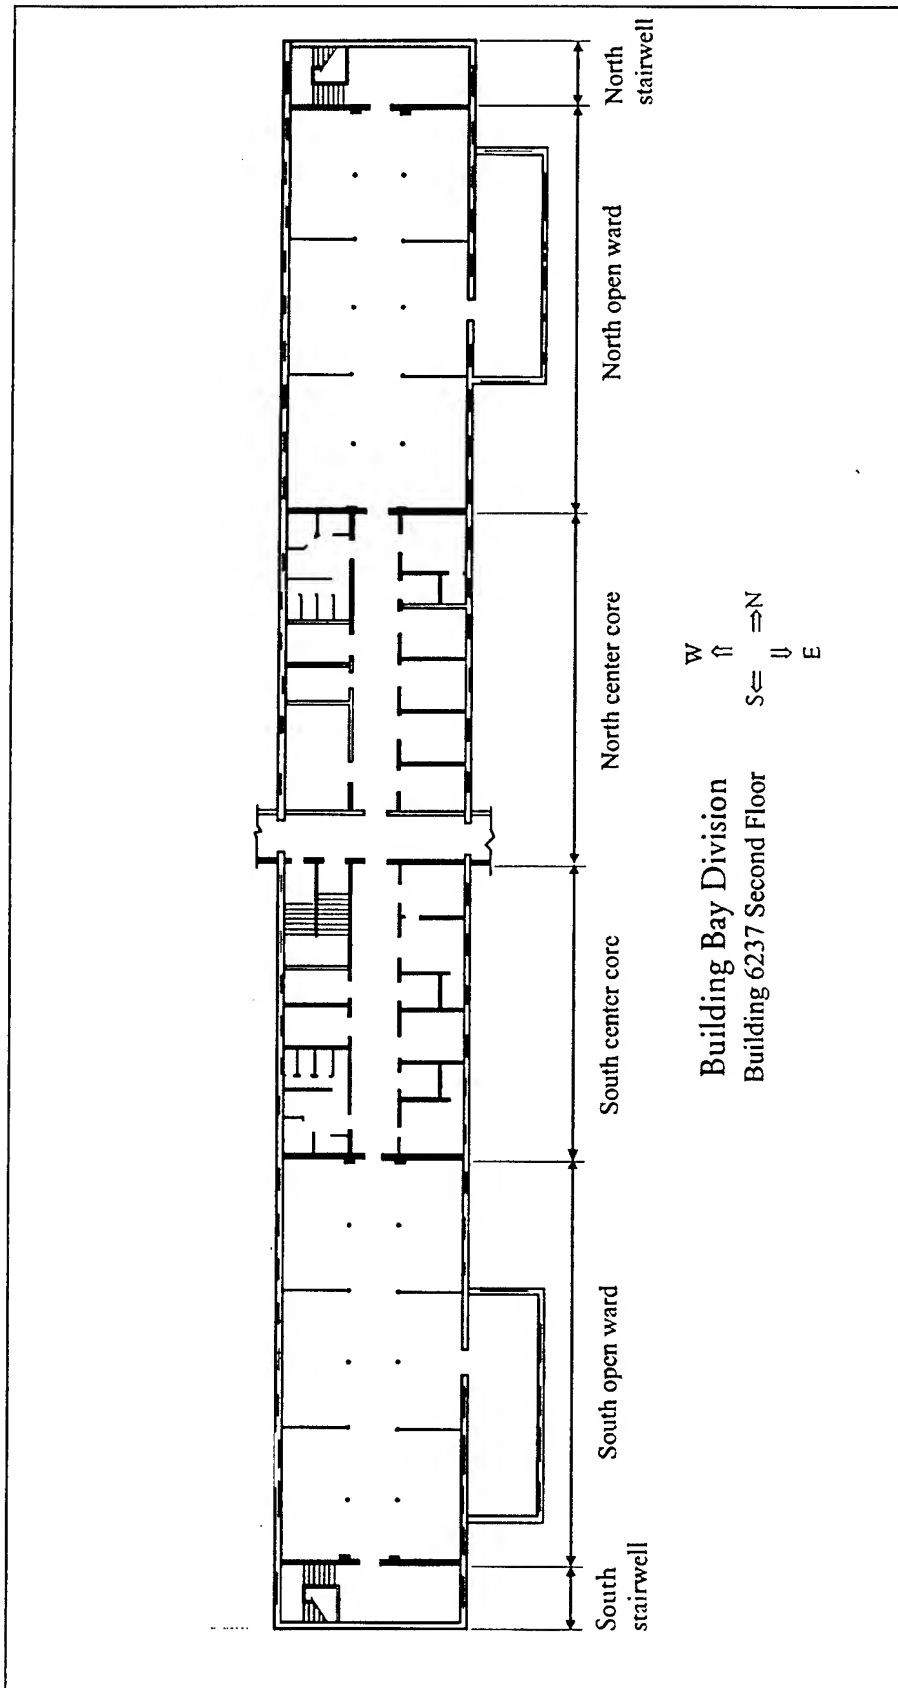 South
stairwell
South open ward
South center core
North center core
North open ward
North
stairwell
Building Bay Division
Building 6237 Second Floor
W
⇑
S⇐ ⇒N
⇓
E